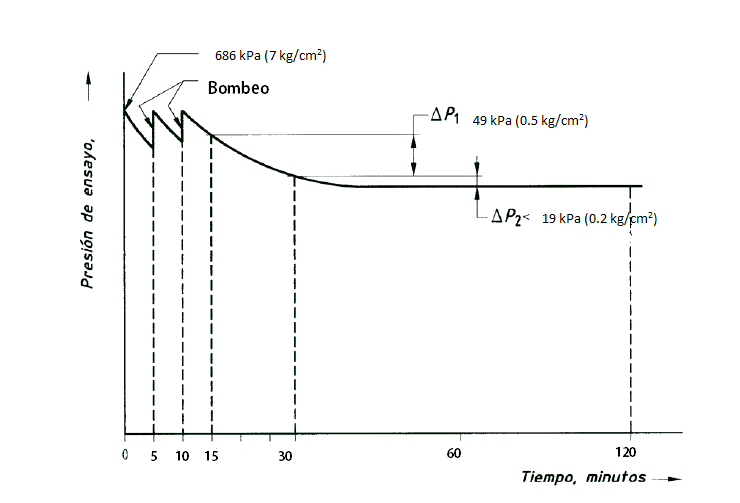 686 kPa (7 kg/cm²)
Bombeo
ΔP₁ 49 kPa (0.5 kg/cm²)
ΔP₂< 19 kPa (0.2 kg/cm²)
Presión de ensayo,
0 5 10 15 30 60 120
Tiempo, minutos